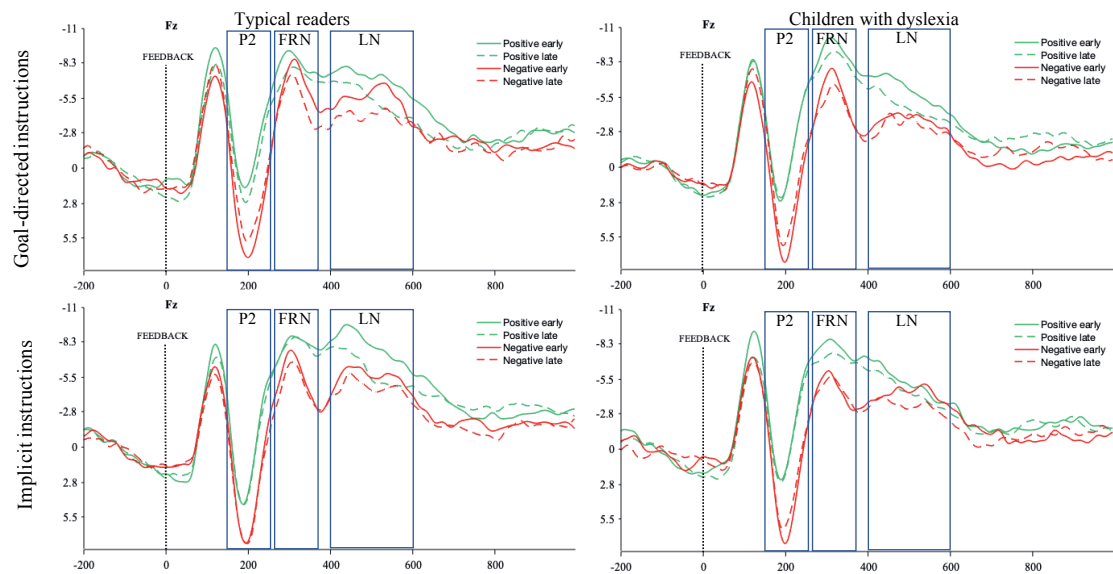 Typical readers
Children with dyslexia
Goal-directed instructions
Implicit instructions
Fz
FEEDBACK
P2
FRN
LN
Positive early
Positive late
Negative early
Negative late
-11
-8.3
-5.5
-2.8
0
2.8
5.5
-200
0
200
400
600
800
Fz
FEEDBACK
P2
FRN
LN
Positive early
Positive late
Negative early
Negative late
-11
-8.3
-5.5
-2.8
0
2.8
5.5
-200
0
200
400
600
800
Fz
FEEDBACK
P2
FRN
LN
Positive early
Positive late
Negative early
Negative late
-11
-8.3
-5.5
-2.8
0
2.8
5.5
-200
0
200
400
600
800
Fz
FEEDBACK
P2
FRN
LN
Positive early
Positive late
Negative early
Negative late
-11
-8.3
-5.5
-2.8
0
2.8
5.5
-200
0
200
400
600
800